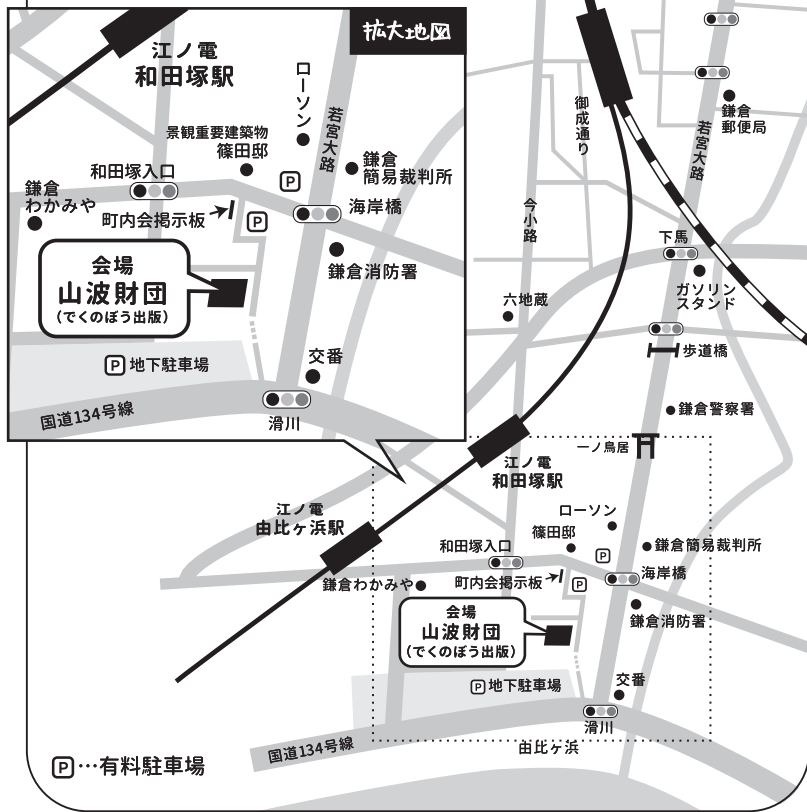 拡大地図
江ノ電
和田塚駅
ローソン
若宮大路
景観重要建築物
篠田邸
鎌倉
簡易裁判所
和田塚入口
P
鎌倉
わかみや
町内会掲示板
P
海岸橋
会場
山波財団
（でくのぼう出版）
鎌倉消防署
P 地下駐車場
交番
国道134号線
滑川
御成通り
鎌倉
郵便局
若宮大路
今小路
下馬
ガソリン
スタンド
六地蔵
歩道橋
鎌倉警察署
一ノ鳥居
江ノ電
和田塚駅
江ノ電
由比ヶ浜駅
ローソン
篠田邸
和田塚入口
P
鎌倉簡易裁判所
海岸橋
鎌倉わかみや
町内会掲示板
P
会場
山波財団
（でくのぼう出版）
鎌倉消防署
P 地下駐車場
交番
滑川
国道134号線
由比ヶ浜
P…有料駐車場